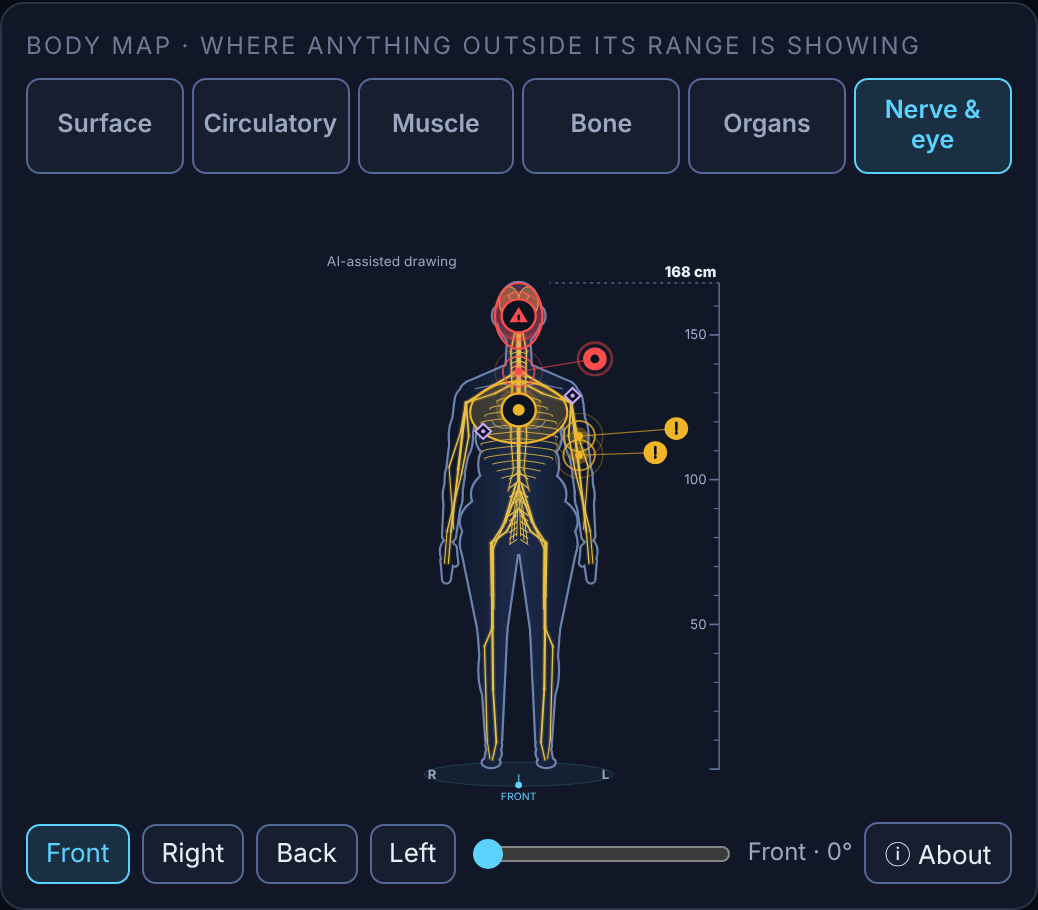 BODY MAP · WHERE ANYTHING OUTSIDE ITS RANGE IS SHOWING
Surface
Circulatory
Muscle
Bone
Organs
Nerve &
eye
AI-assisted drawing
168 cm
150
100
50
R
L
FRONT
Front
Right
Back
Left
Front · 0°
ⓘ About